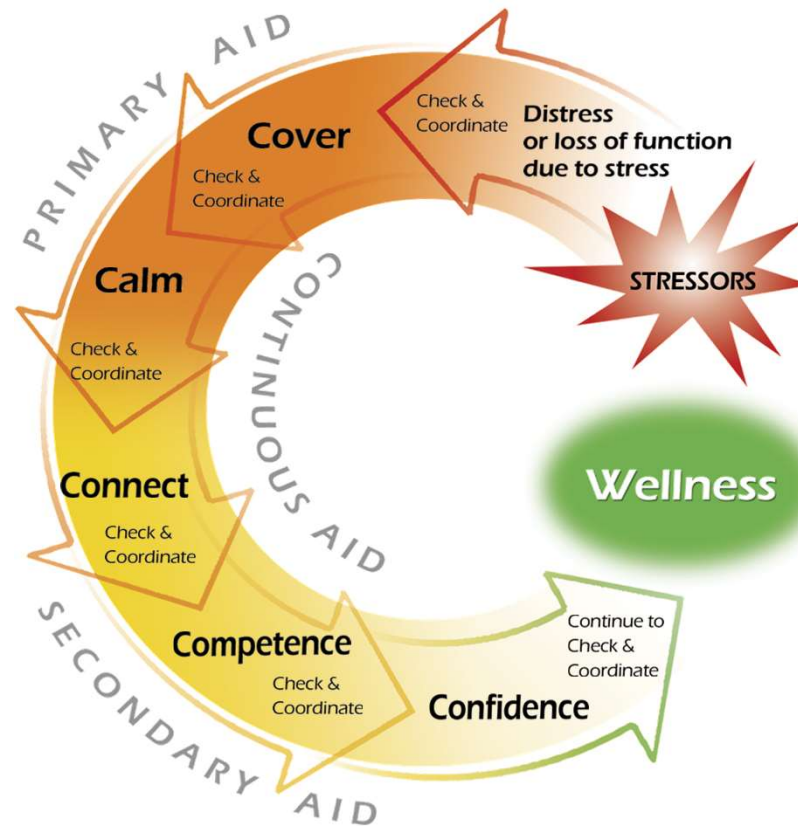 PRIMARY AID
Check &
Coordinate
Distress
or loss of function
due to stress
STRESSORS
Cover
Check &
Coordinate
Calm
Check &
Coordinate
CONTINUOUS AID
Connect
Check &
Coordinate
Wellness
SECONDARY AID
Competence
Check &
Coordinate
Confidence
Continue to
Check &
Coordinate